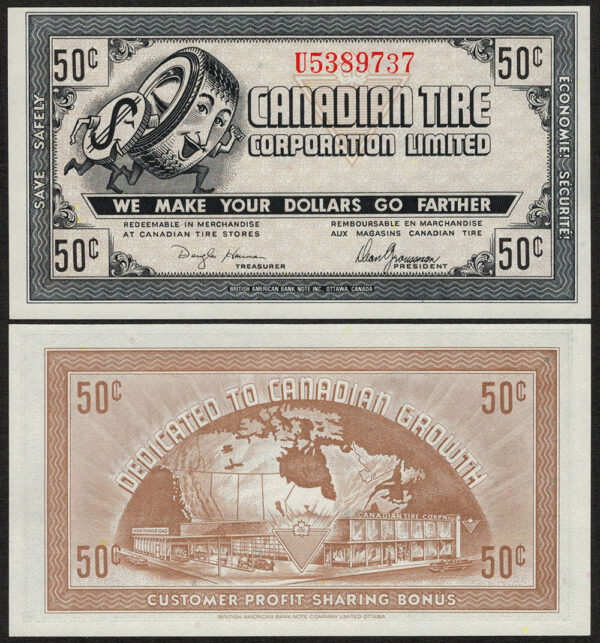 50¢
U5389737
50¢
SAVE SAFELY
CANADIAN TIRE
CORPORATION LIMITED
ECONOMIE! SÉCURITÉ!
WE MAKE YOUR DOLLARS GO FARTHER
REDEEMABLE IN MERCHANDISE
AT CANADIAN TIRE STORES
REMBOURSABLE EN MARCHANDISE
AUX MAGASINS CANADIAN TIRE
50¢
TREASURER
PRESIDENT
50¢
BRITISH AMERICAN BANK NOTE INC. OTTAWA, CANADA
50¢
50¢
DEDICATED TO CANADIAN GROWTH
CANADIAN TIRE CORPN.
50¢
50¢
CUSTOMER PROFIT SHARING BONUS
BRITISH AMERICAN BANK NOTE COMPANY LIMITED OTTAWA